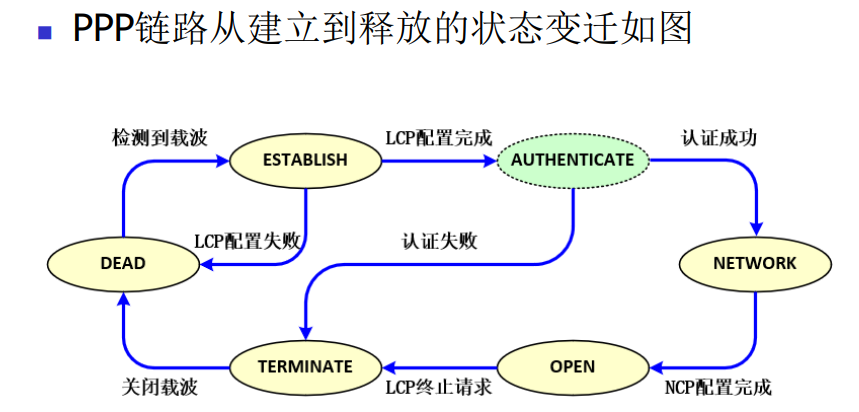 PPP链路从建立到释放的状态变迁如图
检测到载波
ESTABLISH
LCP配置完成
AUTHENTICATE
认证成功
LCP配置失败
认证失败
DEAD
NETWORK
TERMINATE
OPEN
关闭载波
LCP终止请求
NCP配置完成